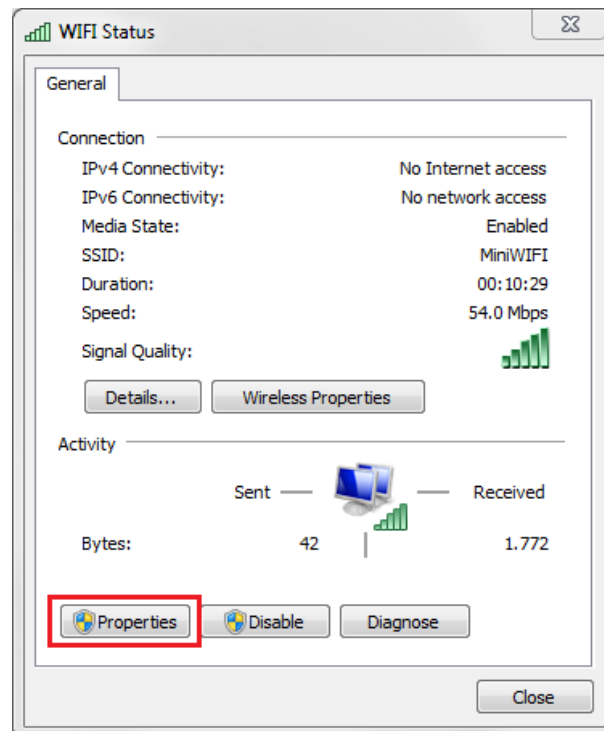 WIFI Status
General
Connection
IPv4 Connectivity: No Internet access
IPv6 Connectivity: No network access
Media State: Enabled
SSID: MiniWIFI
Duration: 00:10:29
Speed: 54.0 Mbps
Signal Quality:
Details... Wireless Properties
Activity
Sent Received
Bytes: 42 1.772
Properties Disable Diagnose
Close